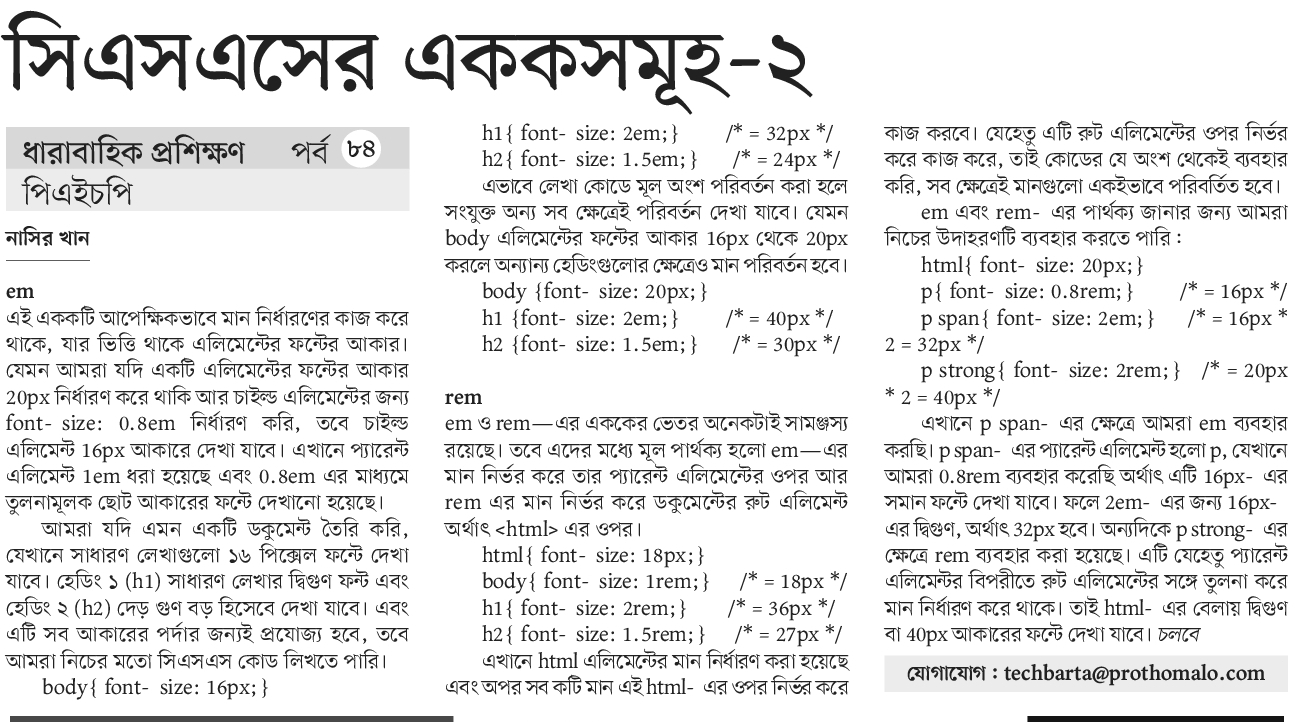 সিএসএসের এককসমূহ-২
ধারাবাহিক প্রশিক্ষণ পর্ব ৮৪
পিএইচপি
নাসির খান
em
এই এককটি আপেক্ষিকভাবে মান নির্ধারণের কাজ করে
থাকে, যার ভিত্তি থাকে এলিমেন্টের ফন্টের আকার।
যেমন আমরা যদি একটি এলিমেন্টের ফন্টের আকার
20px নির্ধারণ করে থাকি আর চাইল্ড এলিমেন্টের জন্য
font- size: 0.8em নির্ধারণ করি, তবে চাইল্ড
এলিমেন্ট 16px আকারে দেখা যাবে। এখানে প্যারেন্ট
এলিমেন্ট 1em ধরা হয়েছে এবং 0.8em এর মাধ্যমে
তুলনামূলক ছোট আকারের ফন্টে দেখানো হয়েছে।
আমরা যদি এমন একটি ডকুমেন্ট তৈরি করি,
যেখানে সাধারণ লেখাগুলো ১৬ পিক্সেল ফন্টে দেখা
যাবে। হেডিং ১ (h1) সাধারণ লেখার দ্বিগুণ ফন্ট এবং
হেডিং ২ (h2) দেড় গুণ বড় হিসেবে দেখা যাবে। এবং
এটি সব আকারের পর্দার জন্যই প্রযোজ্য হবে, তবে
আমরা নিচের মতো সিএসএস কোড লিখতে পারি।
body{ font- size: 16px; }
h1{ font- size: 2em; } /* = 32px */
h2{ font- size: 1.5em; } /* = 24px */
এভাবে লেখা কোডে মূল অংশ পরিবর্তন করা হলে
সংযুক্ত অন্য সব ক্ষেত্রেই পরিবর্তন দেখা যাবে। যেমন
body এলিমেন্টের ফন্টের আকার 16px থেকে 20px
করলে অন্যান্য হেডিংগুলোর ক্ষেত্রেও মান পরিবর্তন হবে।
body {font- size: 20px; }
h1 {font- size: 2em; } /* = 40px */
h2 {font- size: 1.5em; } /* = 30px */
rem
em ও rem—এর এককের ভেতর অনেকটাই সামঞ্জস্য
রয়েছে। তবে এদের মধ্যে মূল পার্থক্য হলো em—এর
মান নির্ভর করে তার প্যারেন্ট এলিমেন্টের ওপর আর
rem এর মান নির্ভর করে ডকুমেন্টের রুট এলিমেন্ট
অর্থাৎ <html> এর ওপর।
html{ font- size: 18px; }
body{ font- size: 1rem; } /* = 18px */
h1{ font- size: 2rem; } /* = 36px */
h2{ font- size: 1.5rem; } /* = 27px */
এখানে html এলিমেন্টের মান নির্ধারণ করা হয়েছে
এবং অপর সব কটি মান এই html- এর ওপর নির্ভর করে
কাজ করবে। যেহেতু এটি রুট এলিমেন্টের ওপর নির্ভর
করে কাজ করে, তাই কোডের যে অংশ থেকেই ব্যবহার
করি, সব ক্ষেত্রেই মানগুলো একইভাবে পরিবর্তিত হবে।
em এবং rem- এর পার্থক্য জানার জন্য আমরা
নিচের উদাহরণটি ব্যবহার করতে পারি :
html{ font- size: 20px; }
p{ font- size: 0.8rem; } /* = 16px */
p span{ font- size: 2em; } /* = 16px *
2 = 32px */
p strong{ font- size: 2rem; } /* = 20px
* 2 = 40px */
এখানে p span- এর ক্ষেত্রে আমরা em ব্যবহার
করছি। p span- এর প্যারেন্ট এলিমেন্ট হলো p, যেখানে
আমরা 0.8rem ব্যবহার করেছি অর্থাৎ এটি 16px- এর
সমান ফন্টে দেখা যাবে। ফলে 2em- এর জন্য 16px-
এর দ্বিগুণ, অর্থাৎ 32px হবে। অন্যদিকে p strong- এর
ক্ষেত্রে rem ব্যবহার করা হয়েছে। এটি যেহেতু প্যারেন্ট
এলিমেন্টের বিপরীতে রুট এলিমেন্টের সঙ্গে তুলনা করে
মান নির্ধারণ করে থাকে। তাই html- এর বেলায় দ্বিগুণ
বা 40px আকারের ফন্টে দেখা যাবে। চলবে
যোগাযোগ : techbarta@prothomalo.com